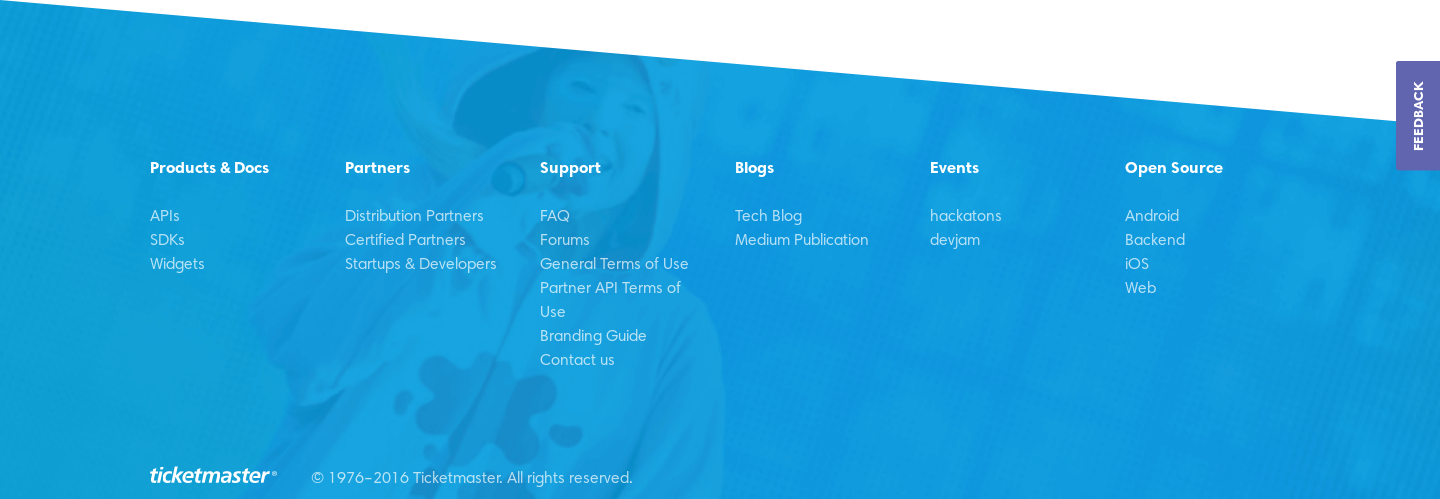 FEEDBACK
Products & Docs
APIs
SDKs
Widgets
Partners
Distribution Partners
Certified Partners
Startups & Developers
Support
FAQ
Forums
General Terms of Use
Partner API Terms of
Use
Branding Guide
Contact us
Blogs
Tech Blog
Medium Publication
Events
hackatons
devjam
Open Source
Android
Backend
iOS
Web
ticketmaster®
© 1976–2016 Ticketmaster. All rights reserved.